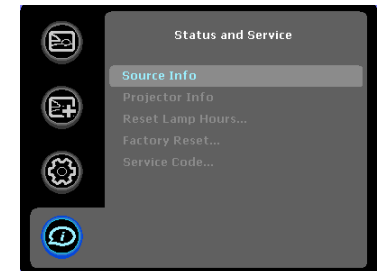 Status and Service
Source Info
Projector Info
Reset Lamp Hours...
Factory Reset...
Service Code...